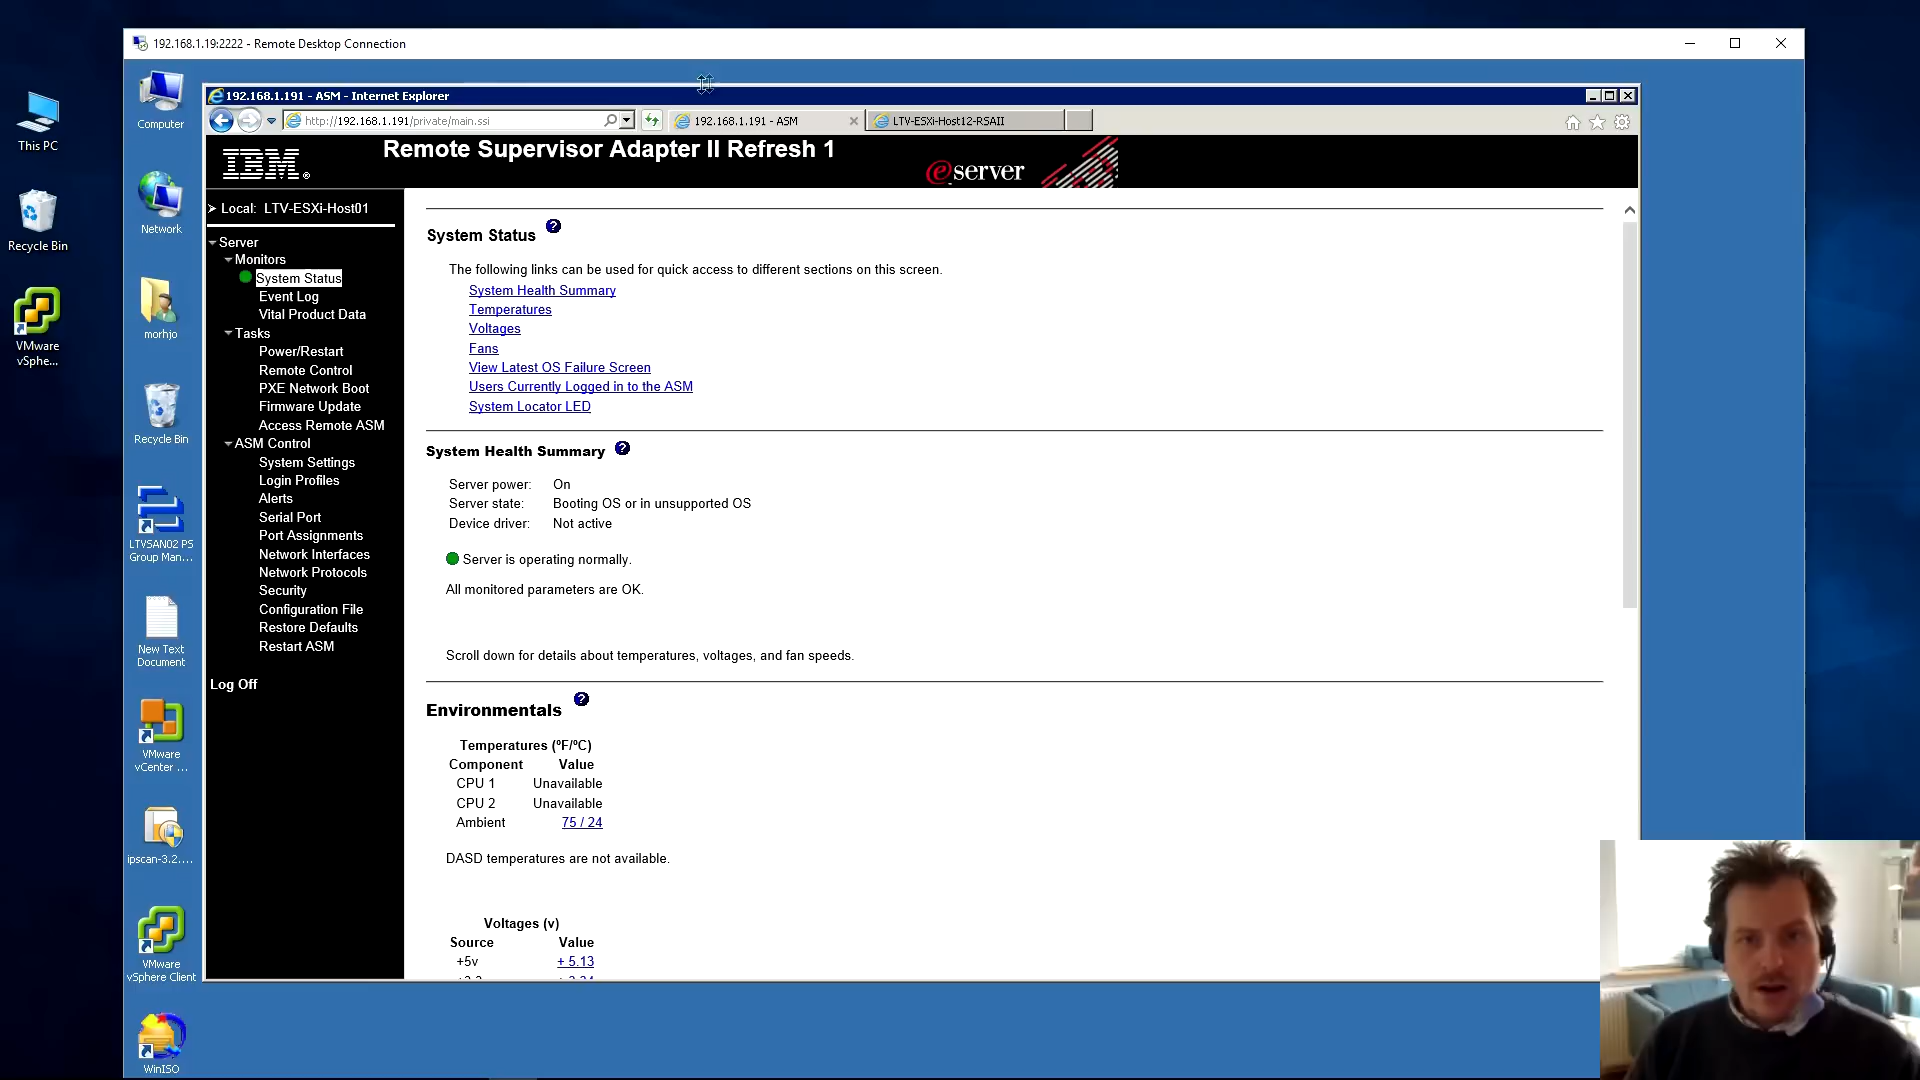 192.168.1.19:2222 - Remote Desktop Connection
This PC
Recycle Bin
VMware
vSphe...
Computer
Network
morhjo
Recycle Bin
LTVSAN02 PS
Group Man...
New Text
Document
VMware
vCenter ...
ipscan-3.2....
VMware
vSphere Client
WinISO
192.168.1.191 - ASM - Internet Explorer
http://192.168.1.191/private/main.ssi
192.168.1.191 - ASM
LTV-ESXi-Host12-RSAII
IBM®
Remote Supervisor Adapter II Refresh 1
@server
Local: LTV-ESXi-Host01
Server
Monitors
System Status
Event Log
Vital Product Data
Tasks
Power/Restart
Remote Control
PXE Network Boot
Firmware Update
Access Remote ASM
ASM Control
System Settings
Login Profiles
Alerts
Serial Port
Port Assignments
Network Interfaces
Network Protocols
Security
Configuration File
Restore Defaults
Restart ASM
Log Off
System Status ?
The following links can be used for quick access to different sections on this screen.
System Health Summary
Temperatures
Voltages
Fans
View Latest OS Failure Screen
Users Currently Logged in to the ASM
System Locator LED
System Health Summary ?
Server power: On
Server state: Booting OS or in unsupported OS
Device driver: Not active
Server is operating normally.
All monitored parameters are OK.
Scroll down for details about temperatures, voltages, and fan speeds.
Environmentals ?
Temperatures (ºF/ºC)
Component Value
CPU 1 Unavailable
CPU 2 Unavailable
Ambient 75 / 24
DASD temperatures are not available.
Voltages (v)
Source Value
+5v + 5.13